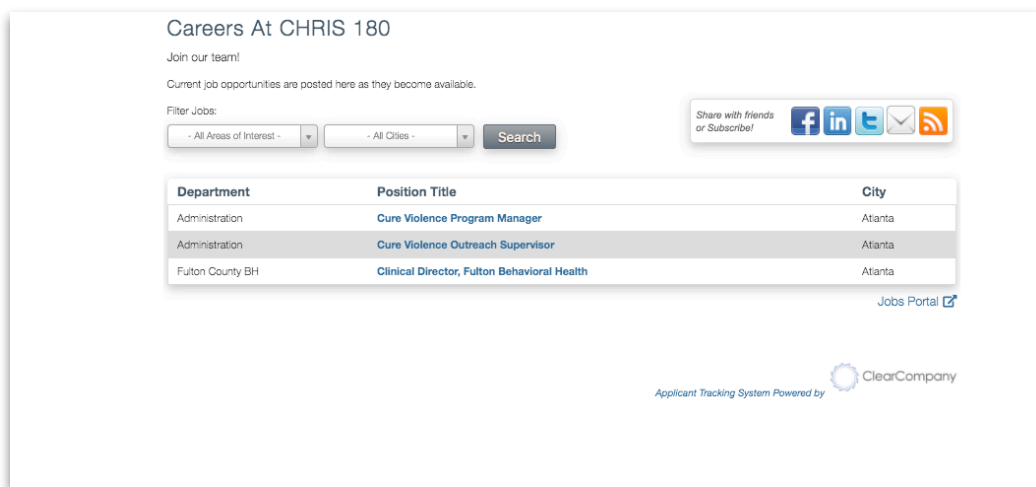 Careers At CHRIS 180
Join our team!
Current job opportunities are posted here as they become available.
Filter Jobs:
- All Areas of Interest -
- All Cities -
Search
Share with friends
or Subscribe!
Department Position Title City
Administration Cure Violence Program Manager Atlanta
Administration Cure Violence Outreach Supervisor Atlanta
Fulton County BH Clinical Director, Fulton Behavioral Health Atlanta
Jobs Portal
Applicant Tracking System Powered by ClearCompany